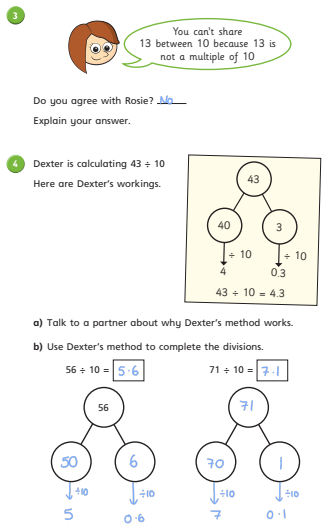 3
You can't share
13 between 10 because 13 is
not a multiple of 10
Do you agree with Rosie? No
Explain your answer.
4 Dexter is calculating 43 ÷ 10
Here are Dexter's workings.
43
40 3
÷ 10 ÷ 10
4 0.3
43 ÷ 10 = 4.3
a) Talk to a partner about why Dexter's method works.
b) Use Dexter's method to complete the divisions.
56 ÷ 10 = 5.6 71 ÷ 10 = 7.1
56 71
50 6 70 1
÷10 ÷10 ÷10 ÷10
5 0.6 7 0.1